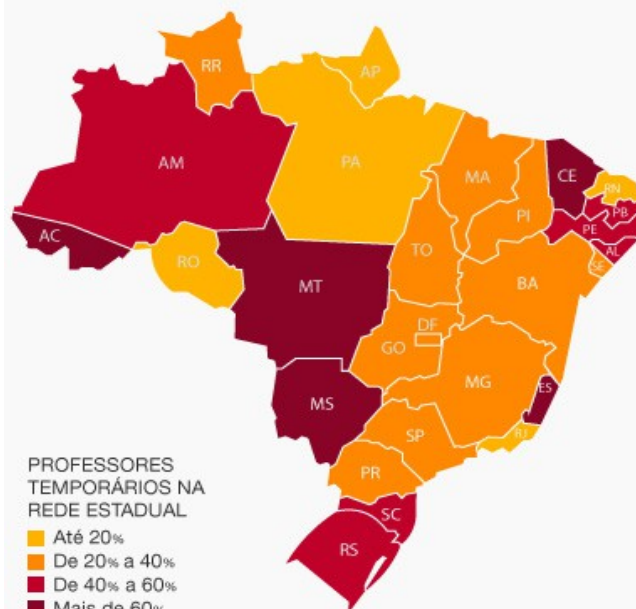 RR
AP
AM
PA
MA
CE
RN
PB
PI
PE
AL
SE
AC
RO
TO
BA
MT
DF
GO
MG
ES
MS
SP
RJ
PR
SC
RS
PROFESSORES
TEMPORÁRIOS NA
REDE ESTADUAL
Até 20%
De 20% a 40%
De 40% a 60%
Mais de 60%